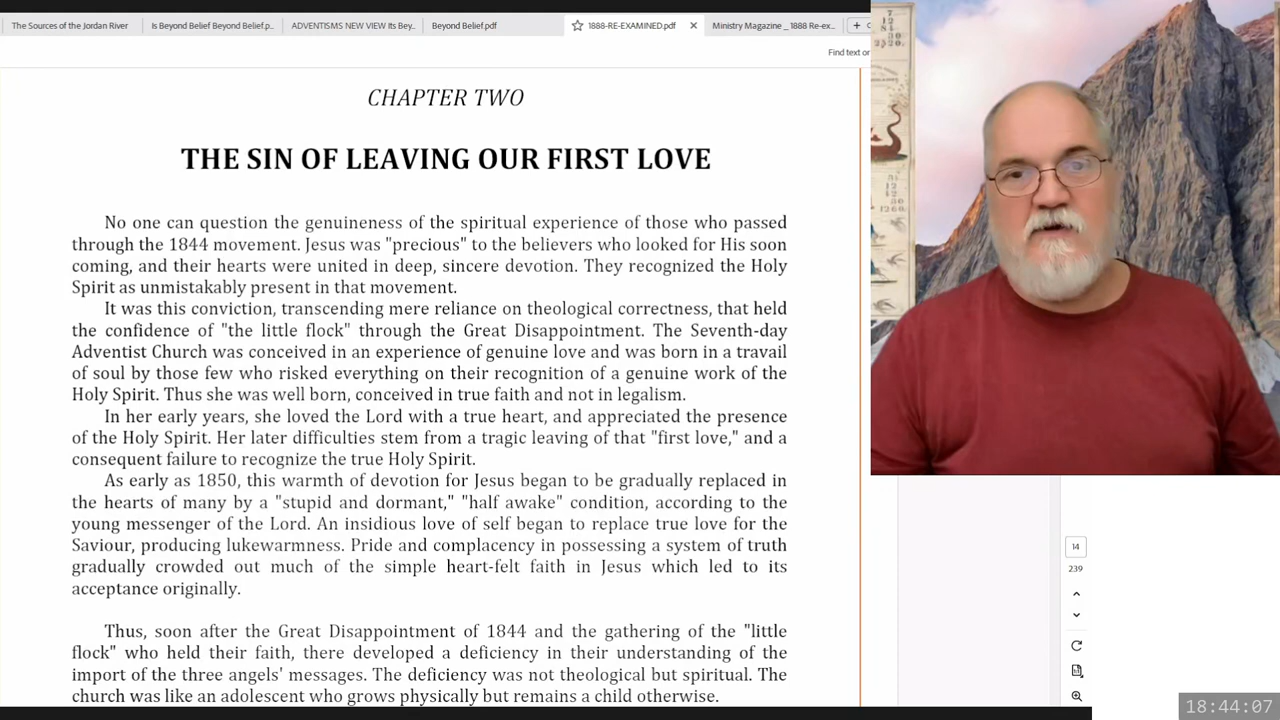 The Sources of the Jordan River
Is Beyond Belief Beyond Belief.p...
ADVENTISMS NEW VIEW Its Bey...
Beyond Belief.pdf
1888-RE-EXAMINED.pdf
Ministry Magazine _ 1888 Re-ex...
Find text or
CHAPTER TWO
THE SIN OF LEAVING OUR FIRST LOVE
No one can question the genuineness of the spiritual experience of those who passed
through the 1844 movement. Jesus was "precious" to the believers who looked for His soon
coming, and their hearts were united in deep, sincere devotion. They recognized the Holy
Spirit as unmistakably present in that movement.
It was this conviction, transcending mere reliance on theological correctness, that held
the confidence of "the little flock" through the Great Disappointment. The Seventh-day
Adventist Church was conceived in an experience of genuine love and was born in a travail
of soul by those few who risked everything on their recognition of a genuine work of the
Holy Spirit. Thus she was well born, conceived in true faith and not in legalism.
In her early years, she loved the Lord with a true heart, and appreciated the presence
of the Holy Spirit. Her later difficulties stem from a tragic leaving of that "first love," and a
consequent failure to recognize the true Holy Spirit.
As early as 1850, this warmth of devotion for Jesus began to be gradually replaced in
the hearts of many by a "stupid and dormant," "half awake" condition, according to the
young messenger of the Lord. An insidious love of self began to replace true love for the
Saviour, producing lukewarmness. Pride and complacency in possessing a system of truth
gradually crowded out much of the simple heart-felt faith in Jesus which led to its
acceptance originally.
Thus, soon after the Great Disappointment of 1844 and the gathering of the "little
flock" who held their faith, there developed a deficiency in their understanding of the
import of the three angels' messages. The deficiency was not theological but spiritual. The
church was like an adolescent who grows physically but remains a child otherwise.
14
239
18:44:07